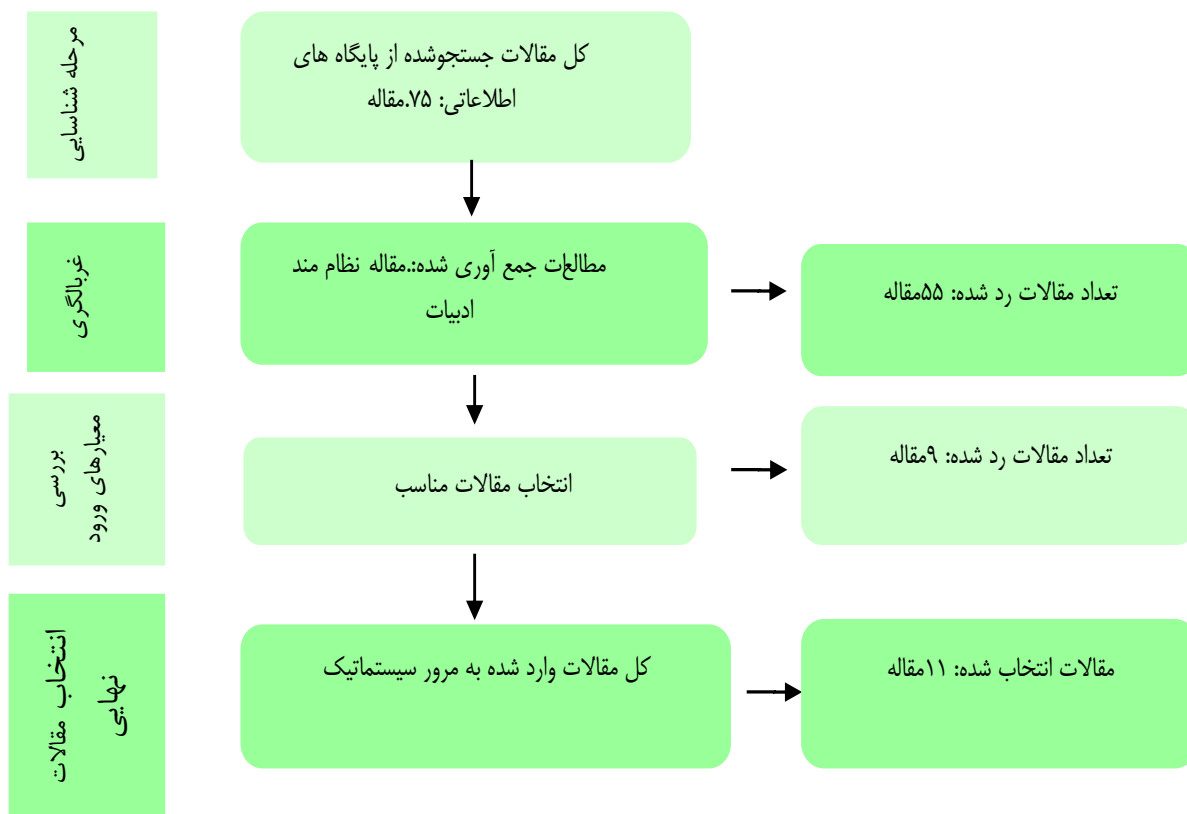 مرحله شناسایی
کل مقالات جستجوشده از پایگاه های
اطلاعاتی: ۷۵.مقاله
غربالگری
مطالعات جمع آوری شده:.مقاله نظام مند
ادبیات
تعداد مقالات رد شده: ۵۵مقاله
بررسی
معیارهای ورود
انتخاب مقالات مناسب
تعداد مقالات رد شده: ۹مقاله
انتخاب مقالات
نهایی
کل مقالات وارد شده به مرور سیستماتیک
مقالات انتخاب شده: ۱۱مقاله